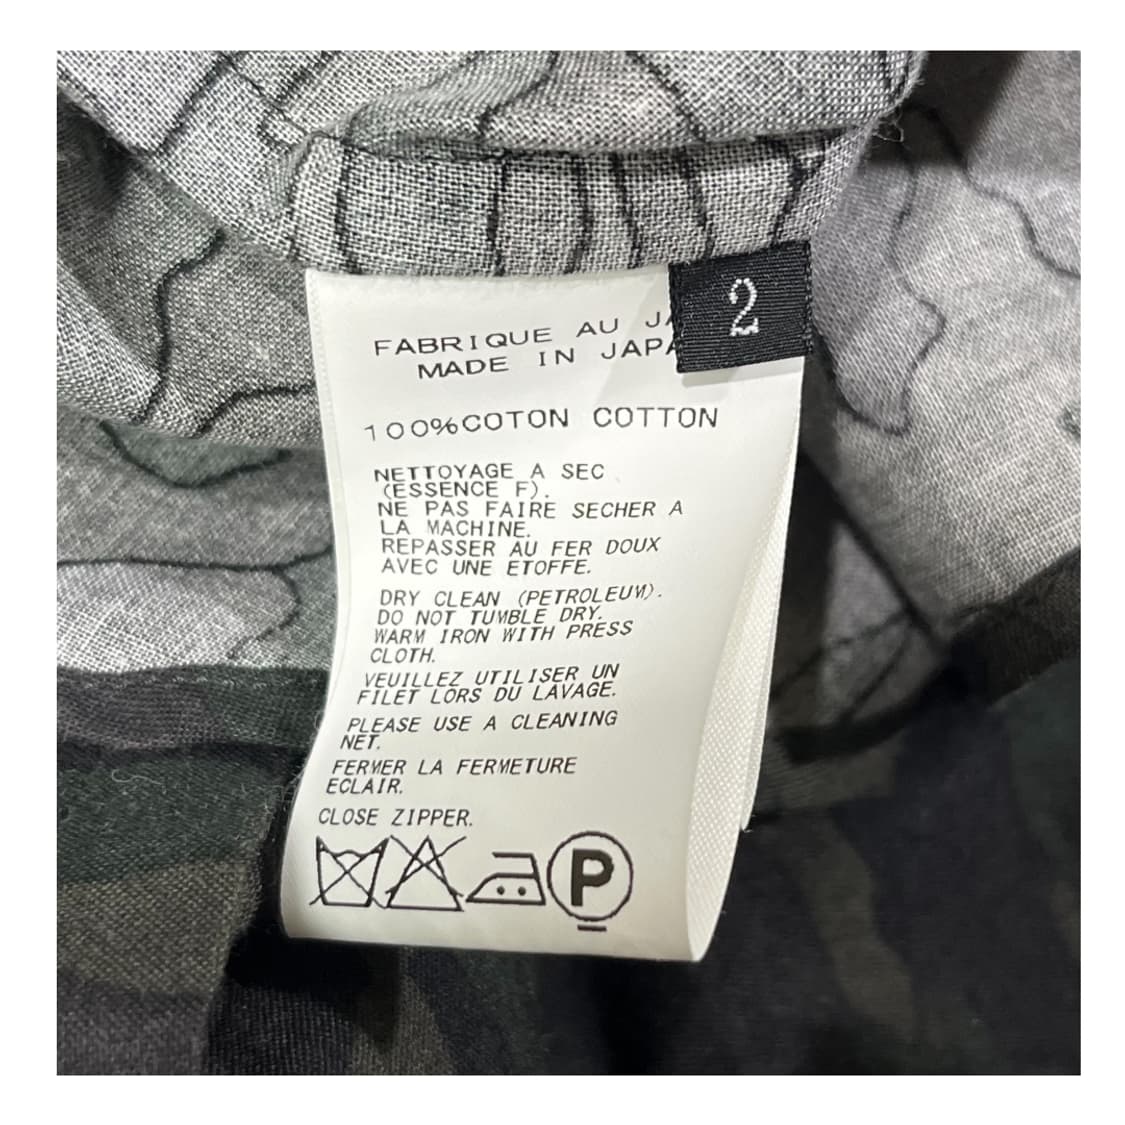 2
FABRIQUE AU
MADE IN
100%COTON COTTON
NETTOYAGE A SEC
(ESSENCE F).
NE PAS FAIRE SECHER A
LA MACHINE.
REPASSER AU FER DOUX
AVEC UNE ETOFFE.
DRY CLEAN (PETROLEUM).
DO NOT TUMBLE DRY.
WARM IRON WITH PRESS
CLOTH.
VEUILLEZ UTILISER UN
FILET LORS DU LAVAGE.
PLEASE USE A CLEANING
NET.
FERMER LA FERMETURE
ECLAIR.
CLOSE ZIPPER.
P